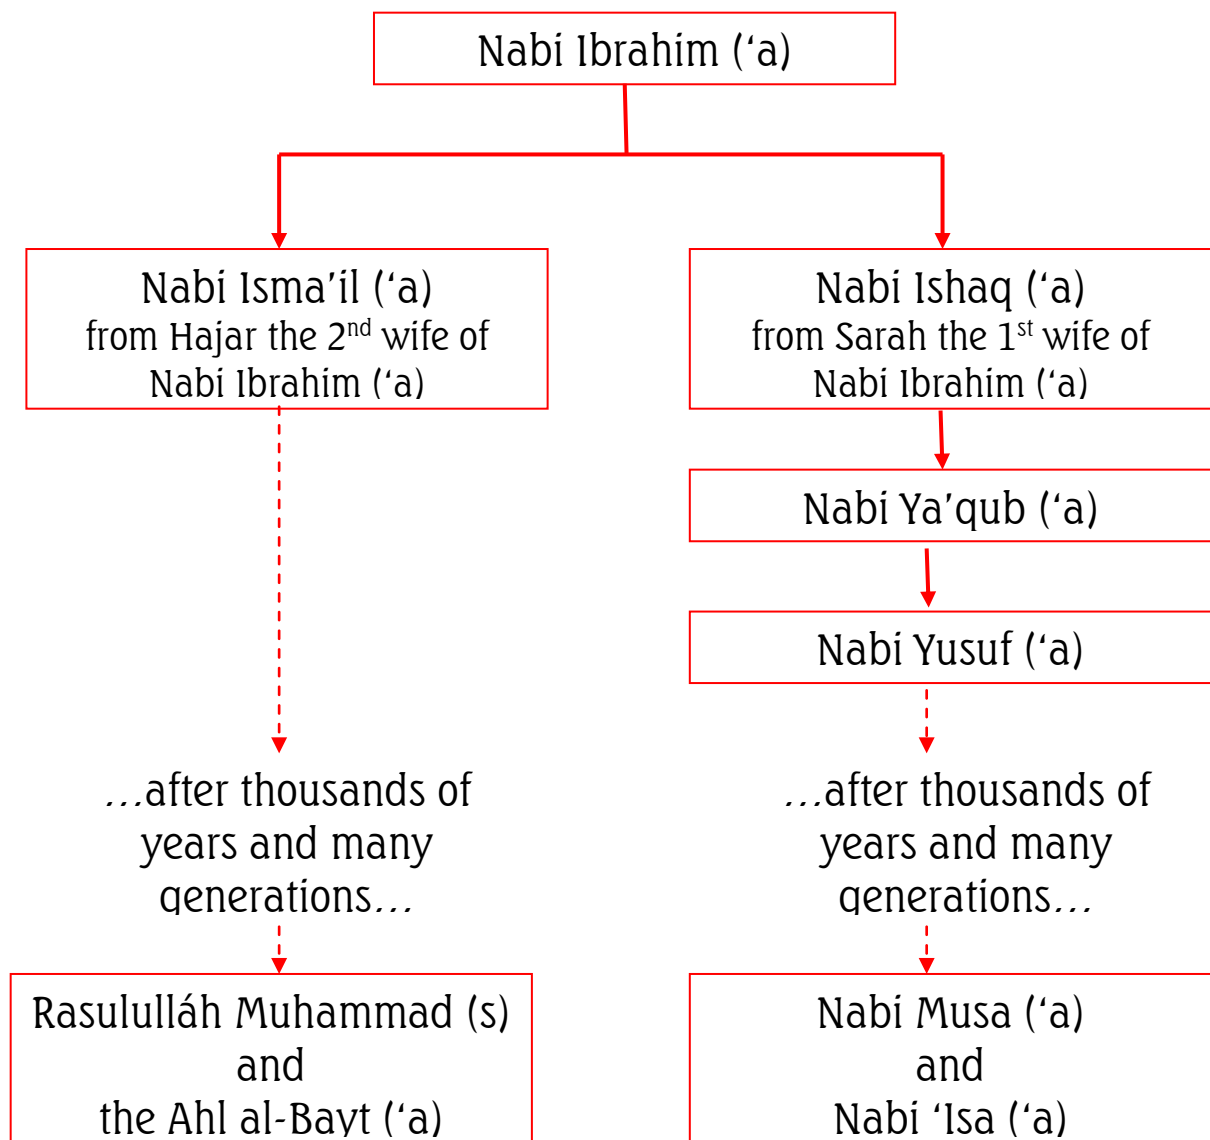 Nabi Ibrahim (‘a)
Nabi Isma’il (‘a)
from Hajar the 2nd wife of
Nabi Ibrahim (‘a)
Nabi Ishaq (‘a)
from Sarah the 1st wife of
Nabi Ibrahim (‘a)
Nabi Ya’qub (‘a)
Nabi Yusuf (‘a)
...after thousands of
years and many
generations...
...after thousands of
years and many
generations...
Rasululláh Muhammad (s)
and
the Ahl al-Bayt (‘a)
Nabi Musa (‘a)
and
Nabi ‘Isa (‘a)